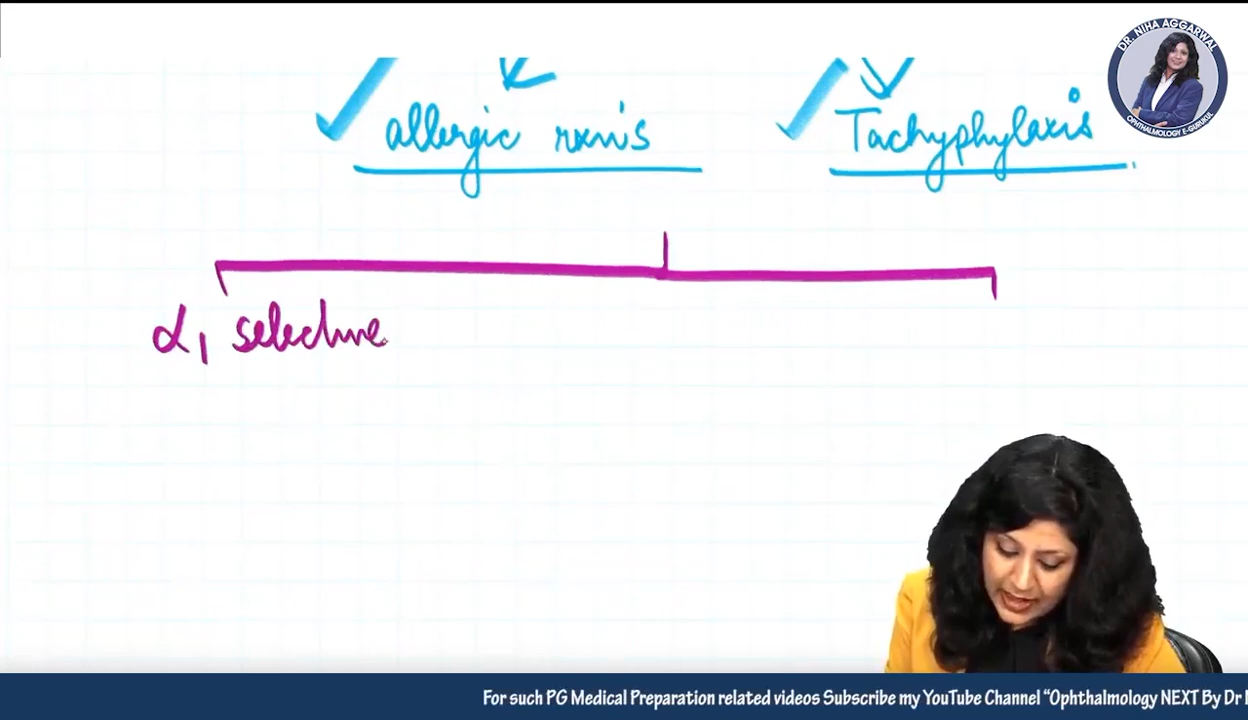 DR. NIHA AGGARWAL
OPHTHALMOLOGY E-GURUKUL
allergic rxn's
Tachyphylaxis
α1 selective
For such PG Medical Preparation related videos Subscribe my YouTube Channel "Ophthalmology NEXT By Dr